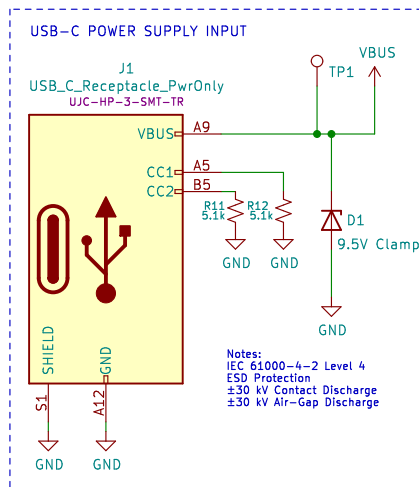 USB-C POWER SUPPLY INPUT
J1
USB_C_Receptacle_PwrOnly
UJC-HP-3-SMT-TR
VBUS
TP1
VBUS A9
CC1 A5
CC2 B5
R11
5.1k
R12
5.1k
D1
9.5V Clamp
GND
GND
GND
SHIELD
GND
S1
A12
GND
GND
Notes:
IEC 61000-4-2 Level 4
ESD Protection
±30 kV Contact Discharge
±30 kV Air-Gap Discharge